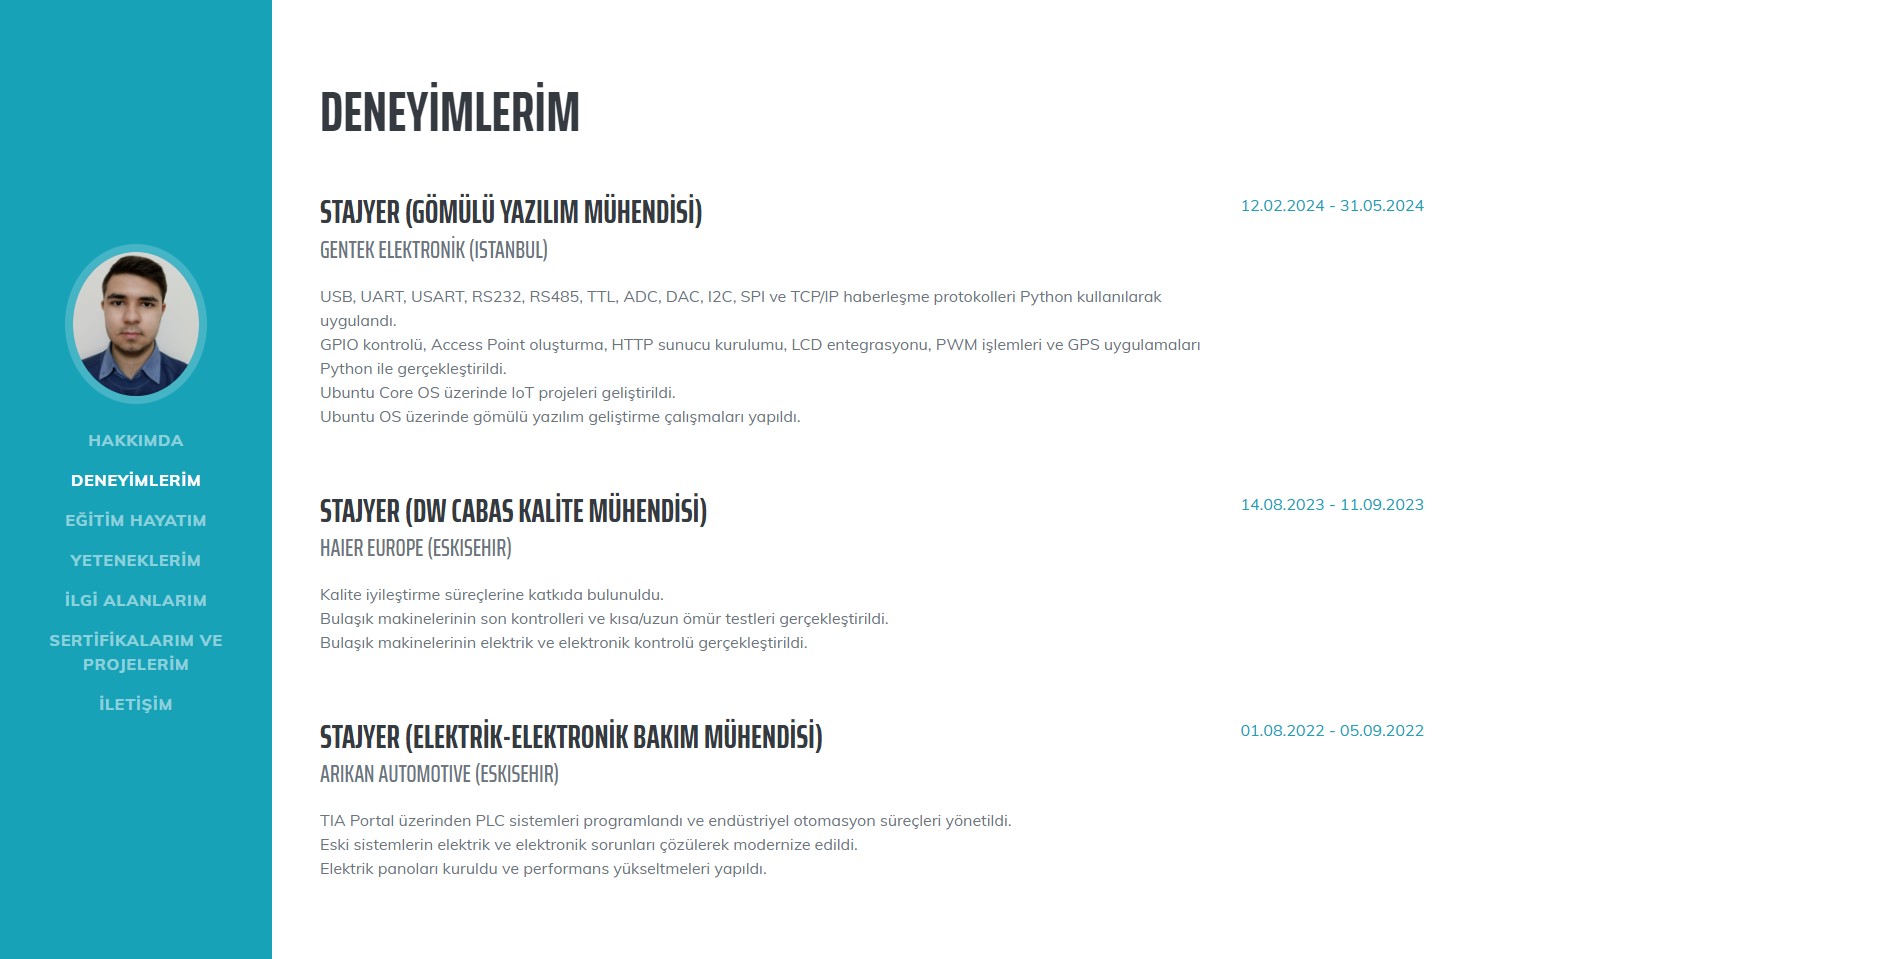 HAKKIMDA
DENEYİMLERİM
EĞİTİM HAYATIM
YETENEKLERİM
İLGİ ALANLARIM
SERTİFİKALARIM VE
PROJELERİM
İLETİŞİM
DENEYİMLERİM
STAJYER (GÖMÜLÜ YAZILIM MÜHENDİSİ)
12.02.2024 - 31.05.2024
GENTEK ELEKTRONİK (ISTANBUL)
USB, UART, USART, RS232, RS485, TTL, ADC, DAC, I2C, SPI ve TCP/IP haberleşme protokolleri Python kullanılarak
uygulandı.
GPIO kontrolü, Access Point oluşturma, HTTP sunucu kurulumu, LCD entegrasyonu, PWM işlemleri ve GPS uygulamaları
Python ile gerçekleştirildi.
Ubuntu Core OS üzerinde IoT projeleri geliştirildi.
Ubuntu OS üzerinde gömülü yazılım geliştirme çalışmaları yapıldı.
STAJYER (DW CABAS KALİTE MÜHENDİSİ)
14.08.2023 - 11.09.2023
HAIER EUROPE (ESKISEHIR)
Kalite iyileştirme süreçlerine katkıda bulunuldu.
Bulaşık makinelerinin son kontrolleri ve kısa/uzun ömür testleri gerçekleştirildi.
Bulaşık makinelerinin elektrik ve elektronik kontrolü gerçekleştirildi.
STAJYER (ELEKTRİK-ELEKTRONİK BAKIM MÜHENDİSİ)
01.08.2022 - 05.09.2022
ARIKAN AUTOMOTIVE (ESKISEHIR)
TIA Portal üzerinden PLC sistemleri programlandı ve endüstriyel otomasyon süreçleri yönetildi.
Eski sistemlerin elektrik ve elektronik sorunları çözülerek modernize edildi.
Elektrik panoları kuruldu ve performans yükseltmeleri yapıldı.